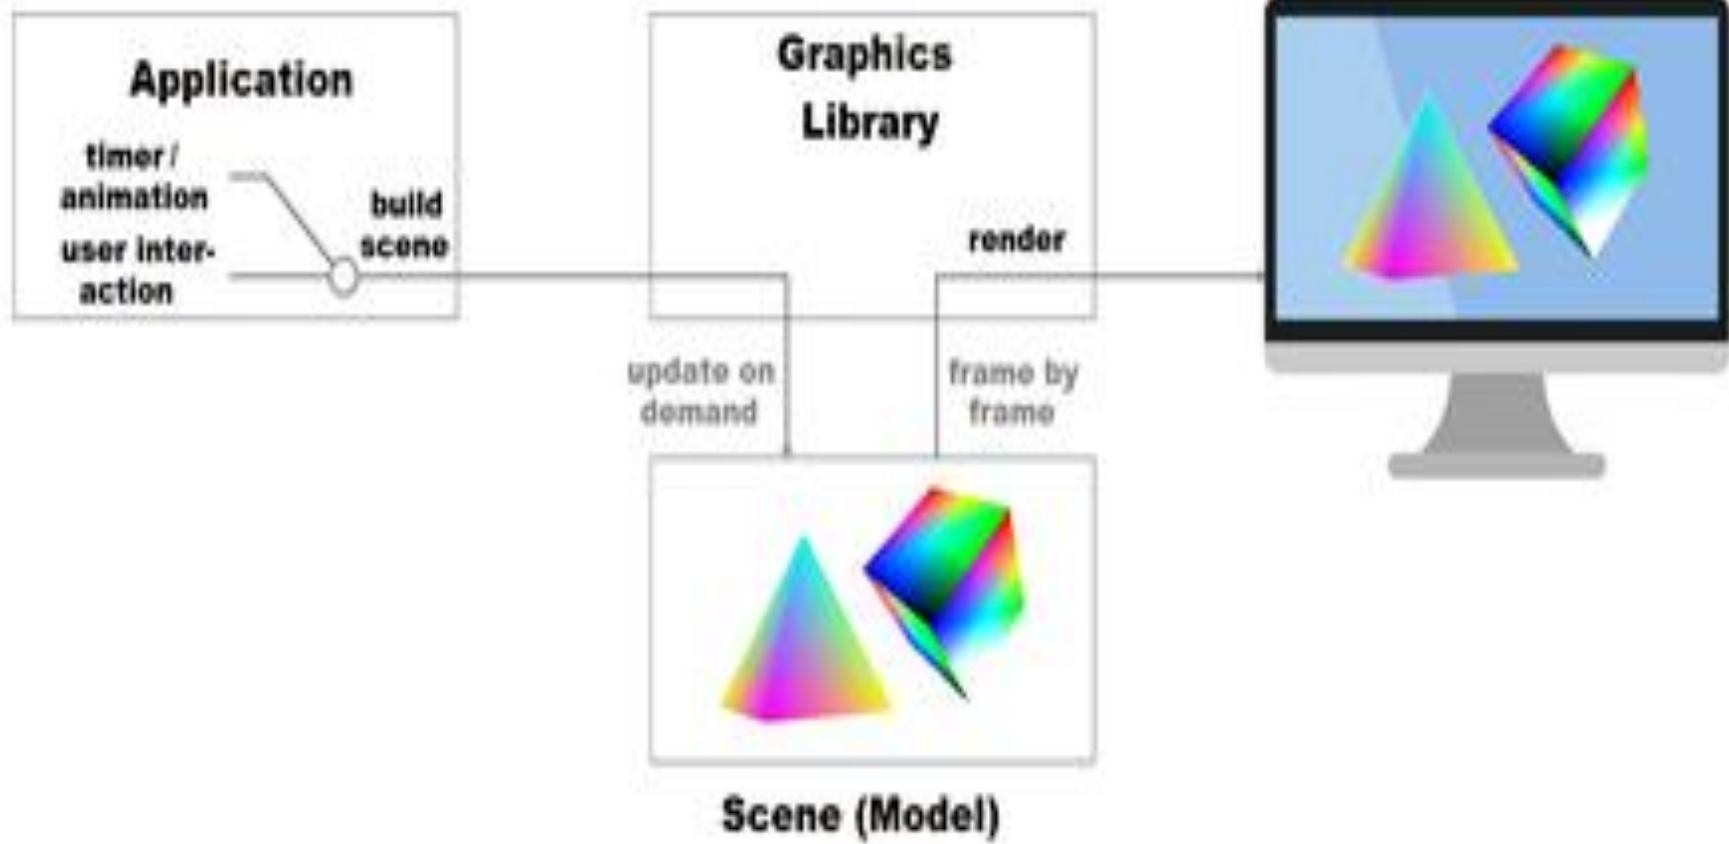 Application
timer /
animation
user inter-
action
build
scene
Graphics
Library
render
update on
demand
frame by
frame
Scene (Model)